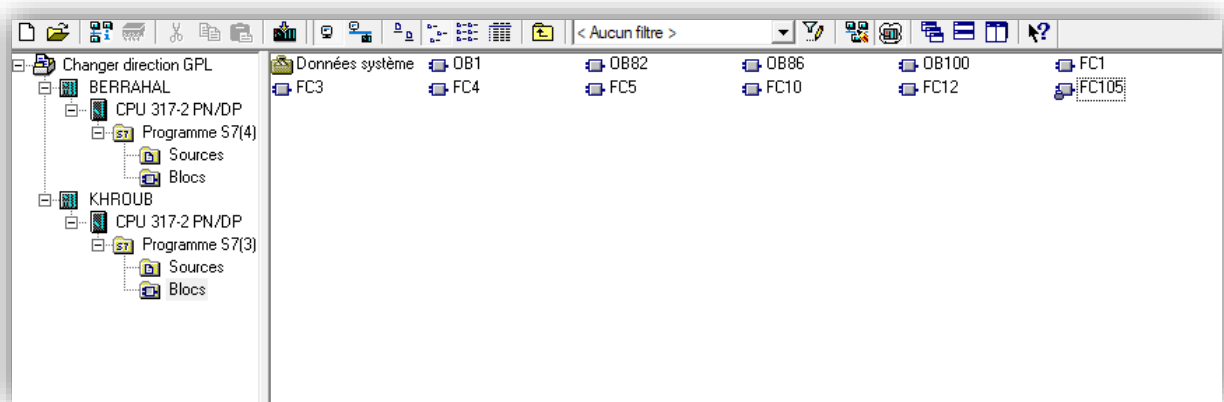 < Aucun filtre >
Changer direction GPL
BERRAHAL
CPU 317-2 PN/DP
Programme S7(4)
Sources
Blocs
KHROUB
CPU 317-2 PN/DP
Programme S7(3)
Sources
Blocs
Données système OB1 OB82 OB86 OB100 FC1
FC3 FC4 FC5 FC10 FC12 FC105